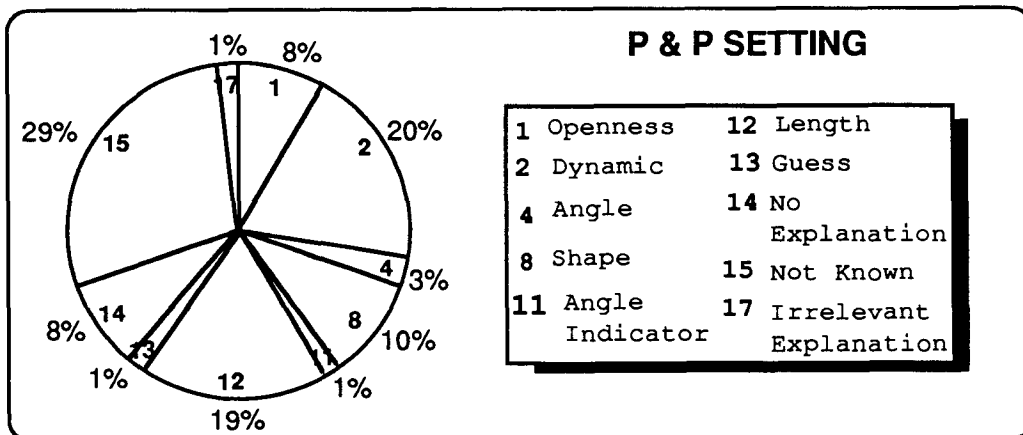 P & P SETTING
1%
8%
17
1
29%
15
2
20%
4
3%
8
10%
14
8%
13
11
1%
12
1%
19%
1 Openness
2 Dynamic
4 Angle
8 Shape
11 Angle
Indicator
12 Length
13 Guess
14 No
Explanation
15 Not Known
17 Irrelevant
Explanation